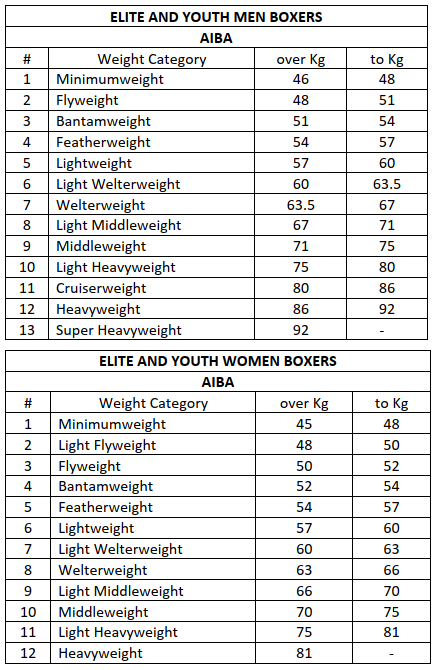 ELITE AND YOUTH MEN BOXERS
AIBA
# Weight Category over Kg to Kg
1 Minimumweight 46 48
2 Flyweight 48 51
3 Bantamweight 51 54
4 Featherweight 54 57
5 Lightweight 57 60
6 Light Welterweight 60 63.5
7 Welterweight 63.5 67
8 Light Middleweight 67 71
9 Middleweight 71 75
10 Light Heavyweight 75 80
11 Cruiserweight 80 86
12 Heavyweight 86 92
13 Super Heavyweight 92 -
ELITE AND YOUTH WOMEN BOXERS
AIBA
# Weight Category over Kg to Kg
1 Minimumweight 45 48
2 Light Flyweight 48 50
3 Flyweight 50 52
4 Bantamweight 52 54
5 Featherweight 54 57
6 Lightweight 57 60
7 Light Welterweight 60 63
8 Welterweight 63 66
9 Light Middleweight 66 70
10 Middleweight 70 75
11 Light Heavyweight 75 81
12 Heavyweight 81 -